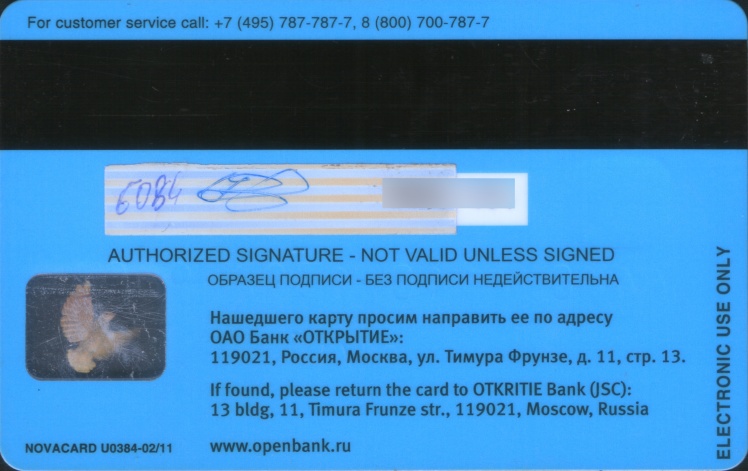 For customer service call: +7 (495) 787-787-7, 8 (800) 700-787-7
AUTHORIZED SIGNATURE - NOT VALID UNLESS SIGNED
ОБРАЗЕЦ ПОДПИСИ - БЕЗ ПОДПИСИ НЕДЕЙСТВИТЕЛЬНА
Нашедшего карту просим направить ее по адресу
ОАО Банк «ОТКРЫТИЕ»:
119021, Россия, Москва, ул. Тимура Фрунзе, д. 11, стр. 13.
If found, please return the card to OTKRITIE Bank (JSC):
13 bldg, 11, Timura Frunze str., 119021, Moscow, Russia
NOVACARD U0384-02/11
www.openbank.ru
ELECTRONIC USE ONLY